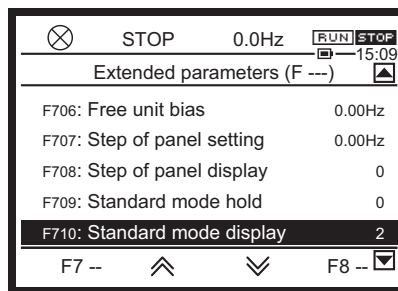 STOP 0.0Hz RUN STOP
15:09
Extended parameters (F ---)
F706: Free unit bias 0.00Hz
F707: Step of panel setting 0.00Hz
F708: Step of panel display 0
F709: Standard mode hold 0
F710: Standard mode display 2
F7 -- F8 --